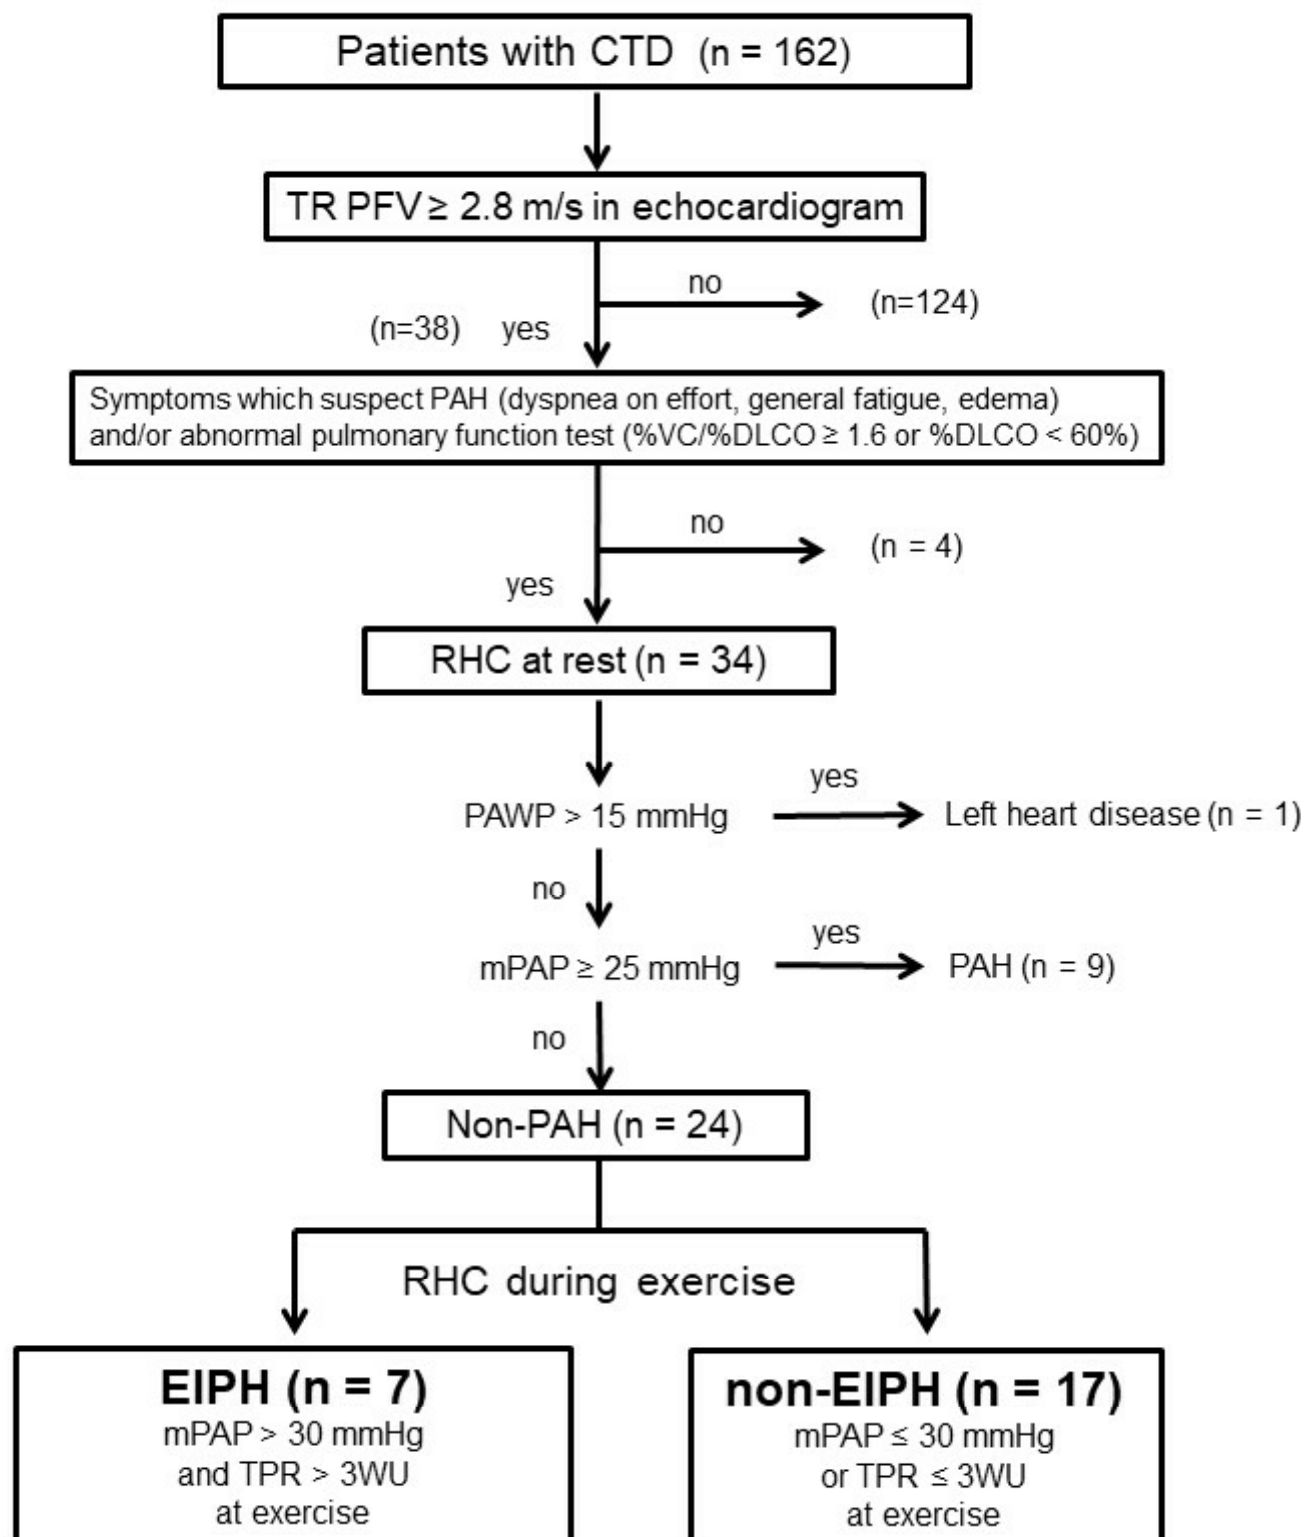 Patients with CTD (n = 162)
TR PFV ≥ 2.8 m/s in echocardiogram
no
(n=124)
(n=38) yes
Symptoms which suspect PAH (dyspnea on effort, general fatigue, edema)
and/or abnormal pulmonary function test (%VC/%DLCO ≥ 1.6 or %DLCO < 60%)
no
(n = 4)
yes
RHC at rest (n = 34)
yes
PAWP > 15 mmHg
Left heart disease (n = 1)
no
yes
mPAP ≥ 25 mmHg
PAH (n = 9)
no
Non-PAH (n = 24)
RHC during exercise
EIPH (n = 7)
mPAP > 30 mmHg
and TPR > 3WU
at exercise
non-EIPH (n = 17)
mPAP ≤ 30 mmHg
or TPR ≤ 3WU
at exercise